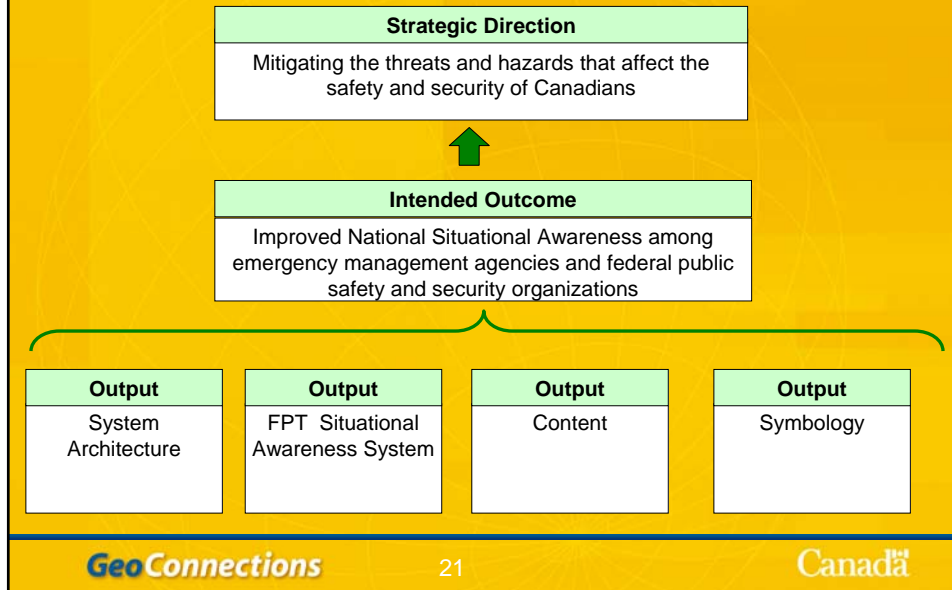 Strategic Direction
Mitigating the threats and hazards that affect the
safety and security of Canadians
Intended Outcome
Improved National Situational Awareness among
emergency management agencies and federal public
safety and security organizations
Output
System
Architecture
Output
FPT Situational
Awareness System
Output
Content
Output
Symbology
GeoConnections
21
Canada